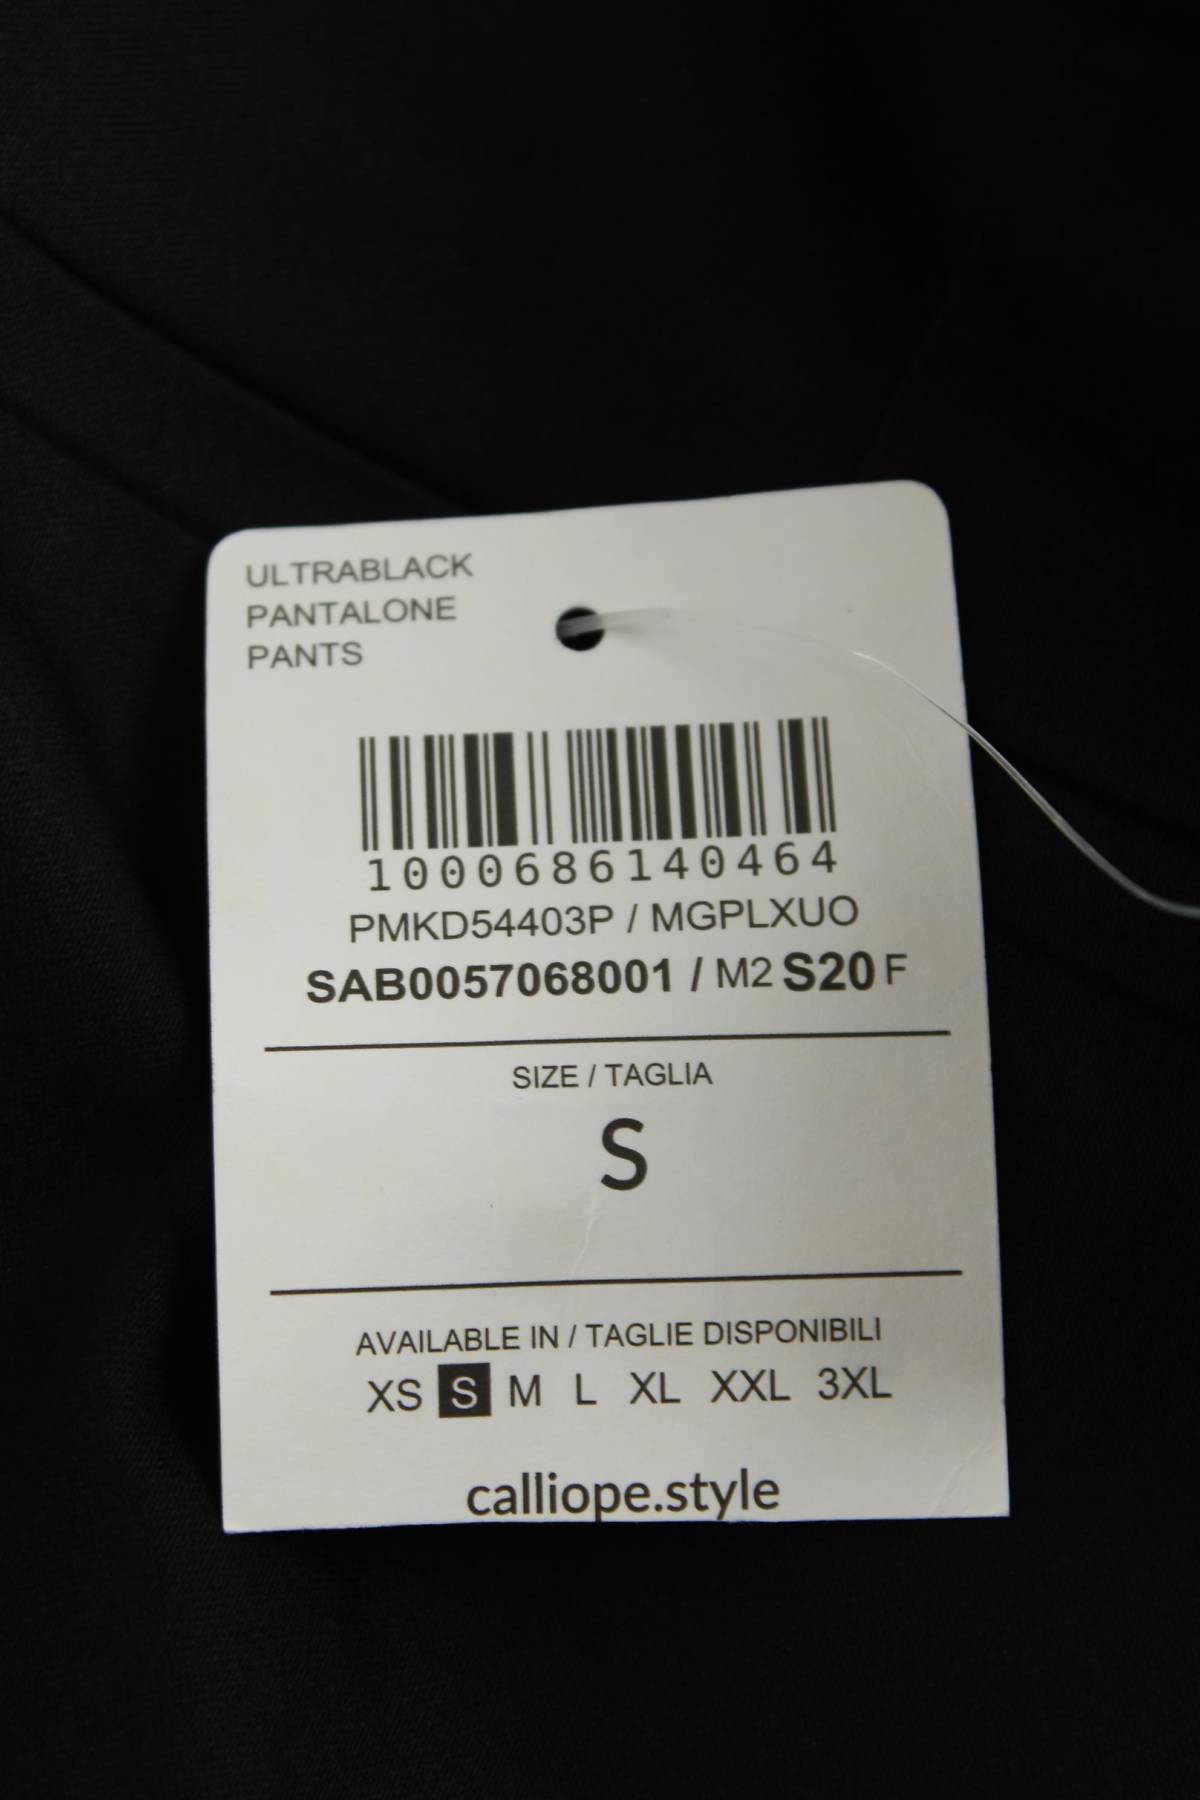 ULTRABLACK
PANTALONE
PANTS
1000686140464
PMKD54403P / MGPLXUO
SAB0057068001 / M2 S20 F
SIZE / TAGLIA
S
AVAILABLE IN / TAGLIE DISPONIBILI
XS S M L XL XXL 3XL
calliope.style